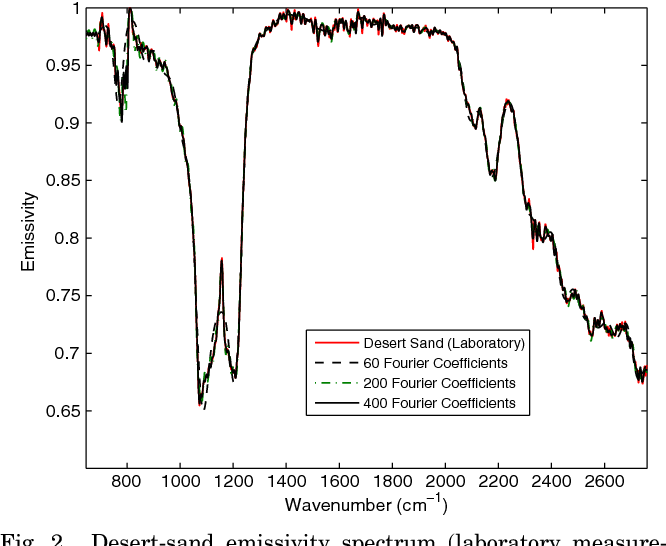 1
0.95
0.9
0.85
0.8
0.75
0.7
0.65
Emissivity
Desert Sand (Laboratory)
60 Fourier Coefficients
200 Fourier Coefficients
400 Fourier Coefficients
800 1000 1200 1400 1600 1800 2000 2200 2400 2600
Wavenumber (cm⁻¹)
Fig. 2. Desert-sand emissivity spectrum (laboratory measure-